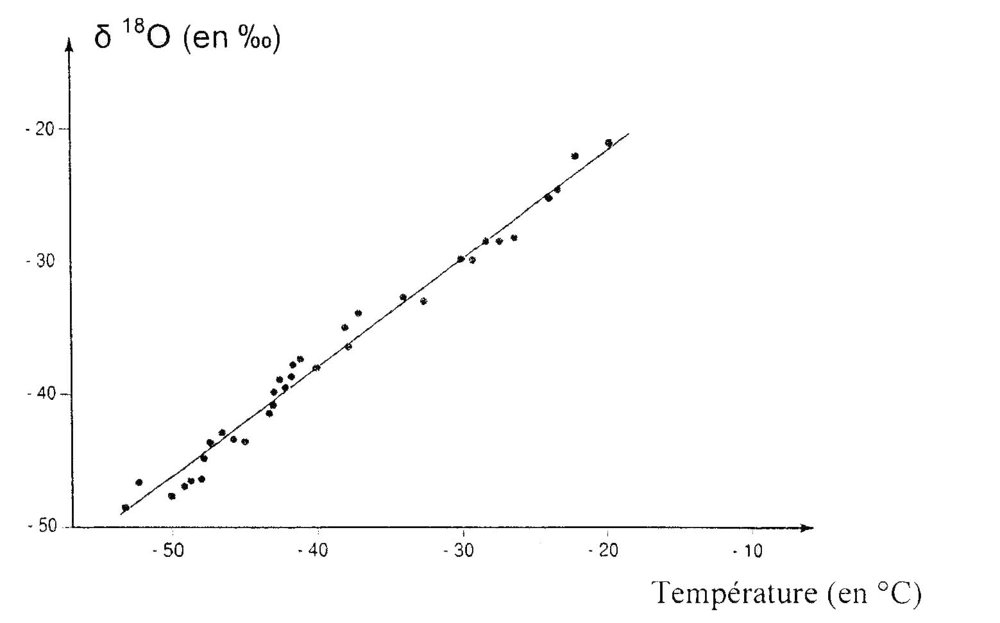 δ ¹⁸O (en ‰)
- 20
- 30
- 40
- 50
- 50 - 40 - 30 - 20 - 10
Température (en °C)